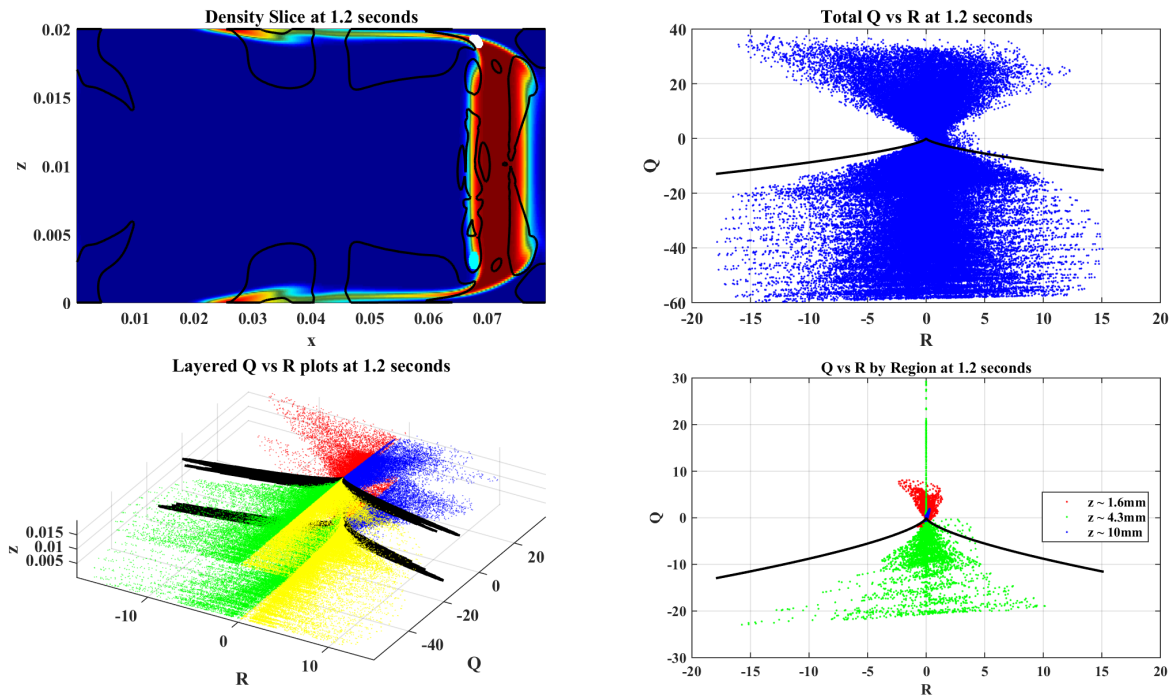 Density Slice at 1.2 seconds
0.02
0.015
z
0.01
0.005
0
0.01 0.02 0.03 0.04 0.05 0.06 0.07
x
Total Q vs R at 1.2 seconds
40
20
0
Q
-20
-40
-60
-20 -15 -10 -5 0 5 10 15 20
R
Layered Q vs R plots at 1.2 seconds
z
0.015
0.01
0.005
-10
0
10
R
20
0
-20
-40
Q
Q vs R by Region at 1.2 seconds
30
20
10
Q
0
-10
-20
-30
-20 -15 -10 -5 0 5 10 15 20
R
z ~ 1.6mm
z ~ 4.3mm
z ~ 10mm